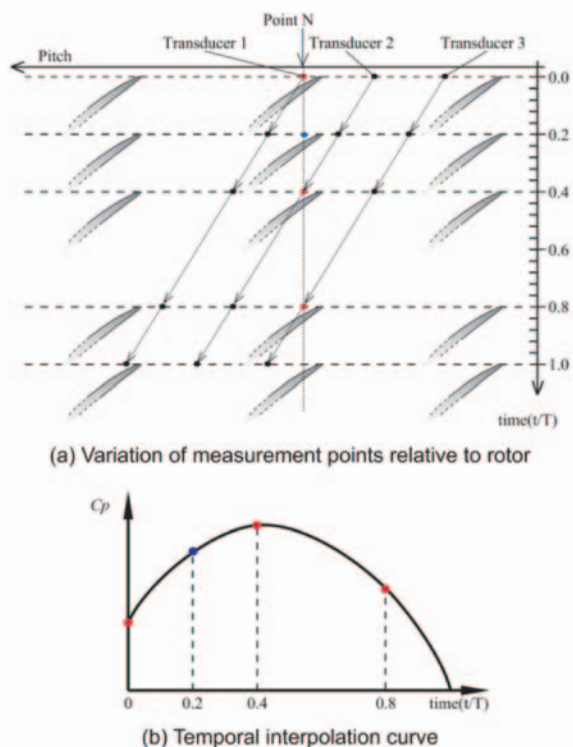 Point N
Pitch
Transducer 1
Transducer 2
Transducer 3
0.0
0.2
0.4
0.6
0.8
1.0
time(t/T)
(a) Variation of measurement points relative to rotor
Cp
0
0.2
0.4
0.8
time(t/T)
(b) Temporal interpolation curve